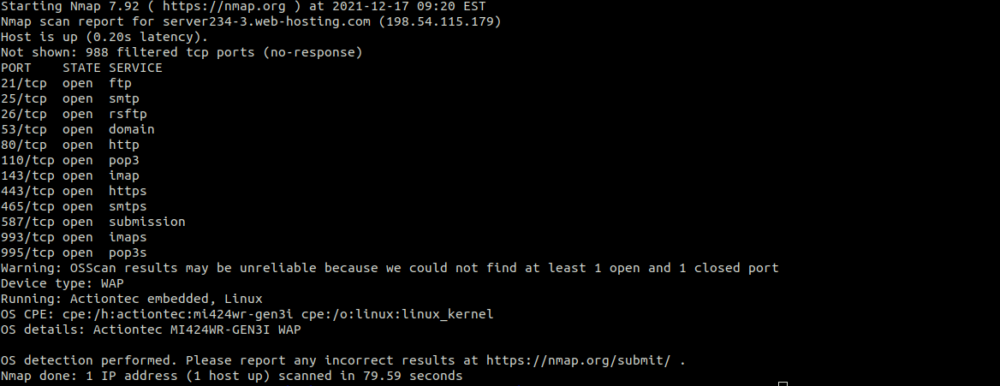 Starting Nmap 7.92 ( https://nmap.org ) at 2021-12-17 09:20 EST
Nmap scan report for server234-3.web-hosting.com (198.54.115.179)
Host is up (0.20s latency).
Not shown: 988 filtered tcp ports (no-response)
PORT    STATE SERVICE
21/tcp  open  ftp
25/tcp  open  smtp
26/tcp  open  rsftp
53/tcp  open  domain
80/tcp  open  http
110/tcp open  pop3
143/tcp open  imap
443/tcp open  https
465/tcp open  smtps
587/tcp open  submission
993/tcp open  imaps
995/tcp open  pop3s
Warning: OSScan results may be unreliable because we could not find at least 1 open and 1 closed port
Device type: WAP
Running: Actiontec embedded, Linux
OS CPE: cpe:/h:actiontec:mi424wr-gen3i cpe:/o:linux:linux_kernel
OS details: Actiontec MI424WR-GEN3I WAP
OS detection performed. Please report any incorrect results at https://nmap.org/submit/ .
Nmap done: 1 IP address (1 host up) scanned in 79.59 seconds